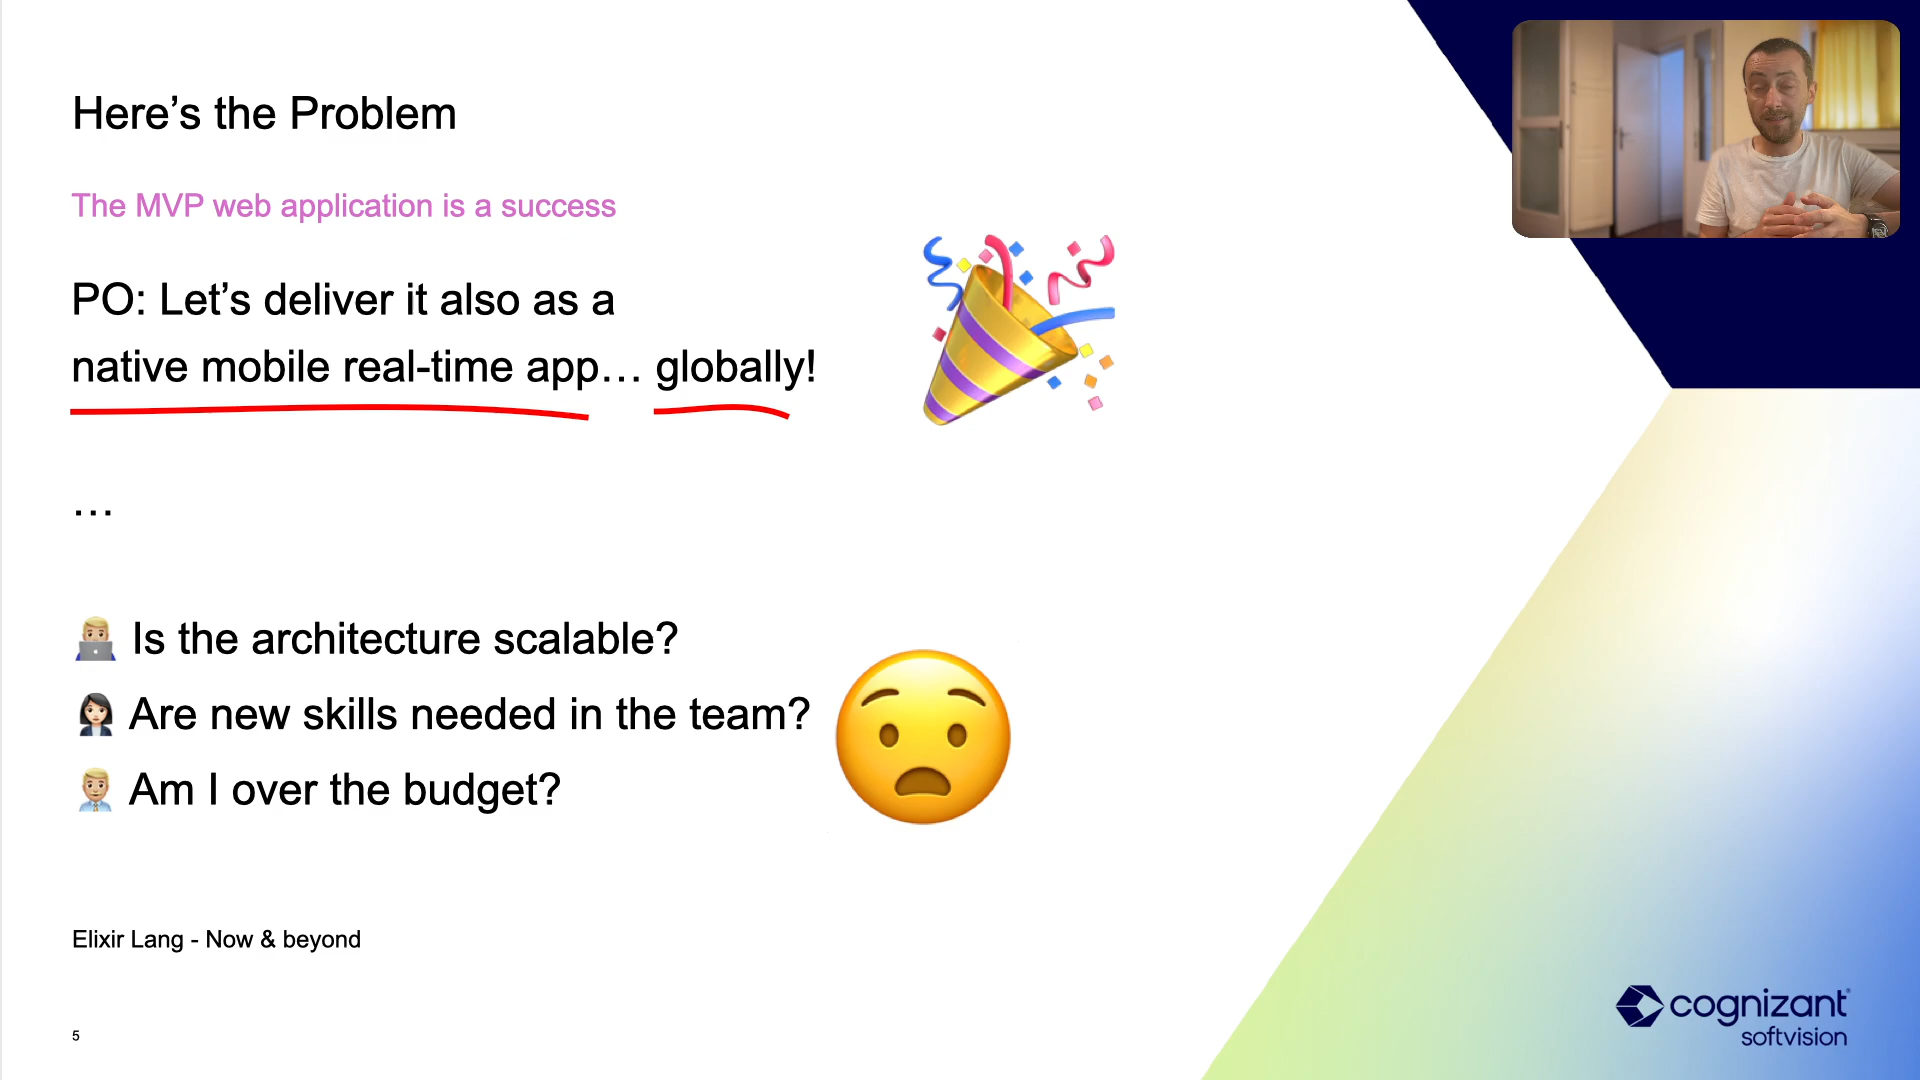 Here’s the Problem
The MVP web application is a success
PO: Let’s deliver it also as a
native mobile real-time app… globally!
…
Is the architecture scalable?
Are new skills needed in the team?
Am I over the budget?
Elixir Lang - Now & beyond
5
cognizant
softvision